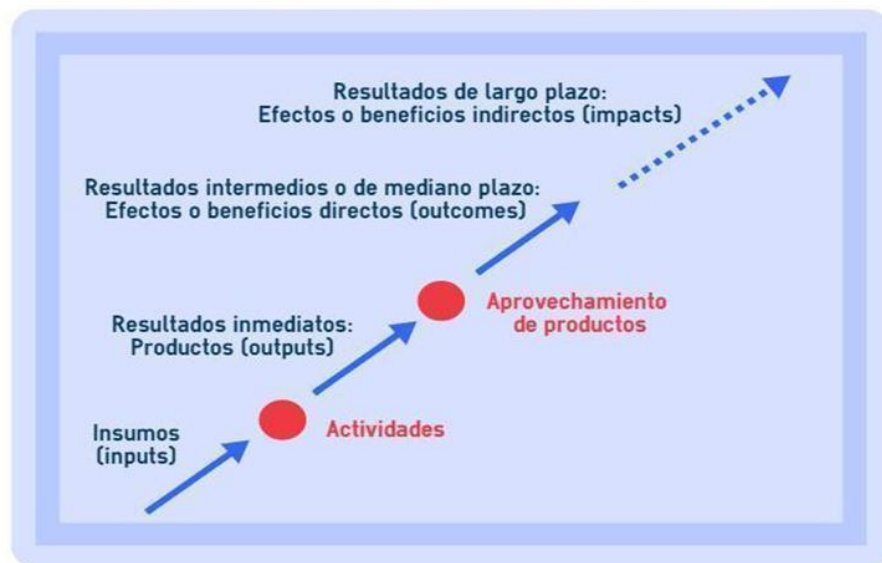 Resultados de largo plazo:
Efectos o beneficios indirectos (impacts)
Resultados intermedios o de mediano plazo:
Efectos o beneficios directos (outcomes)
Aprovechamiento
de productos
Resultados inmediatos:
Productos (outputs)
Actividades
Insumos
(inputs)